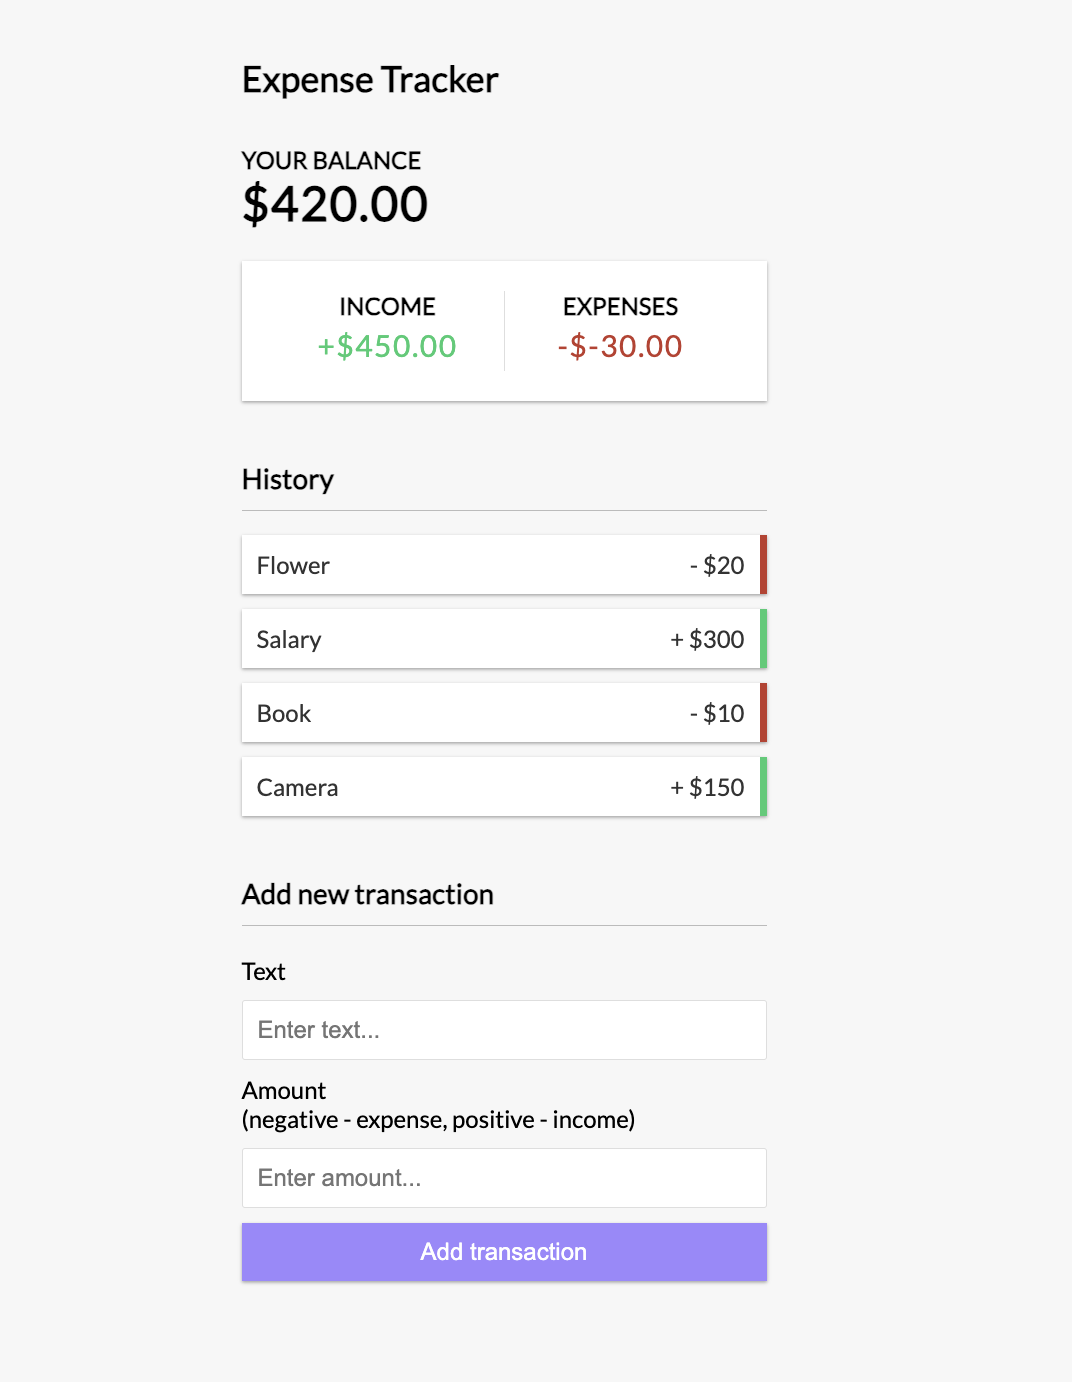 Expense Tracker
YOUR BALANCE
$420.00
INCOME EXPENSES
+$450.00 -$-30.00
History
Flower - $20
Salary + $300
Book - $10
Camera + $150
Add new transaction
Text
Enter text...
Amount
(negative - expense, positive - income)
Enter amount...
Add transaction